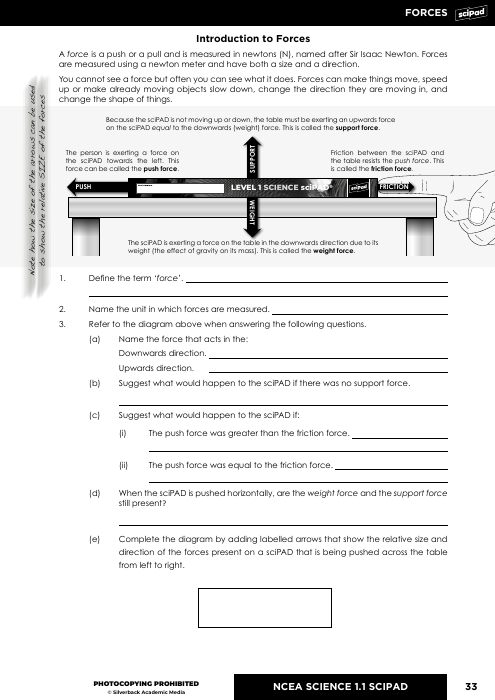 FORCES
scipad
Introduction to Forces
A force is a push or a pull and is measured in newtons (N), named after Sir Isaac Newton. Forces
are measured using a newton meter and have both a size and a direction.
You cannot see a force but often you can see what it does. Forces can make things move, speed
up or make already moving objects slow down, change the direction they are moving in, and
change the shape of things.
Note how the size of the arrows can be used
to show the relative SIZE of the forces
Because the sciPAD is not moving up or down, the table must be exerting an upwards force
on the sciPAD equal to the downwards (weight) force. This is called the support force.
The person is exerting a force on
the sciPAD towards the left. This
force can be called the push force.
SUPPORT
Friction between the sciPAD and
the table resists the push force. This
is called the friction force.
PUSH
LEVEL 1 SCIENCE sciPAD
scipad
FRICTION
WEIGHT
The sciPAD is exerting a force on the table in the downwards direction due to its
weight (the effect of gravity on its mass). This is called the weight force.
1. Define the term 'force'.
2. Name the unit in which forces are measured.
3. Refer to the diagram above when answering the following questions.
(a) Name the force that acts in the:
Downwards direction.
Upwards direction.
(b) Suggest what would happen to the sciPAD if there was no support force.
(c) Suggest what would happen to the sciPAD if:
(i) The push force was greater than the friction force.
(ii) The push force was equal to the friction force.
(d) When the sciPAD is pushed horizontally, are the weight force and the support force
still present?
(e) Complete the diagram by adding labelled arrows that show the relative size and
direction of the forces present on a sciPAD that is being pushed across the table
from left to right.
PHOTOCOPYING PROHIBITED
© Silverback Academic Media
NCEA SCIENCE 1.1 SCIPAD
33